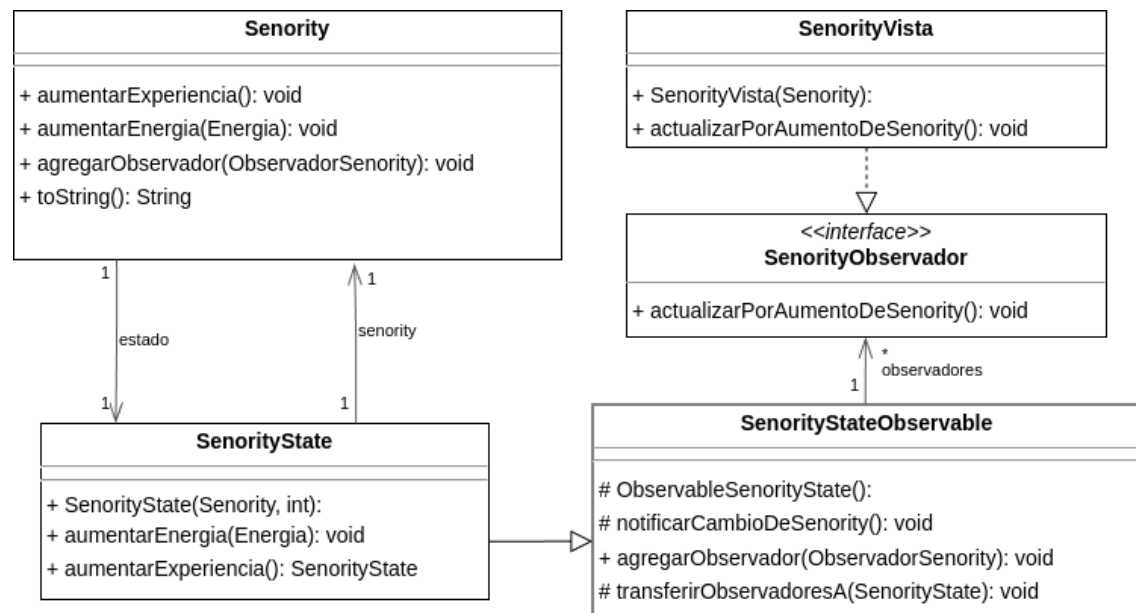 Senority
+ aumentarExperiencia(): void
+ aumentarEnergia(Energia): void
+ agregarObservador(ObservadorSenority): void
+ toString(): String
SenorityVista
+ SenorityVista(Senority):
+ actualizarPorAumentoDeSenority(): void
<<interface>>
SenorityObservador
+ actualizarPorAumentoDeSenority(): void
1
1
estado
senority
1
1
*
observadores
1
SenorityState
+ SenorityState(Senority, int):
+ aumentarEnergia(Energia): void
+ aumentarExperiencia(): SenorityState
SenorityStateObservable
# ObservableSenorityState():
# notificarCambioDeSenority(): void
+ agregarObservador(ObservadorSenority): void
# transferirObservadoresA(SenorityState): void